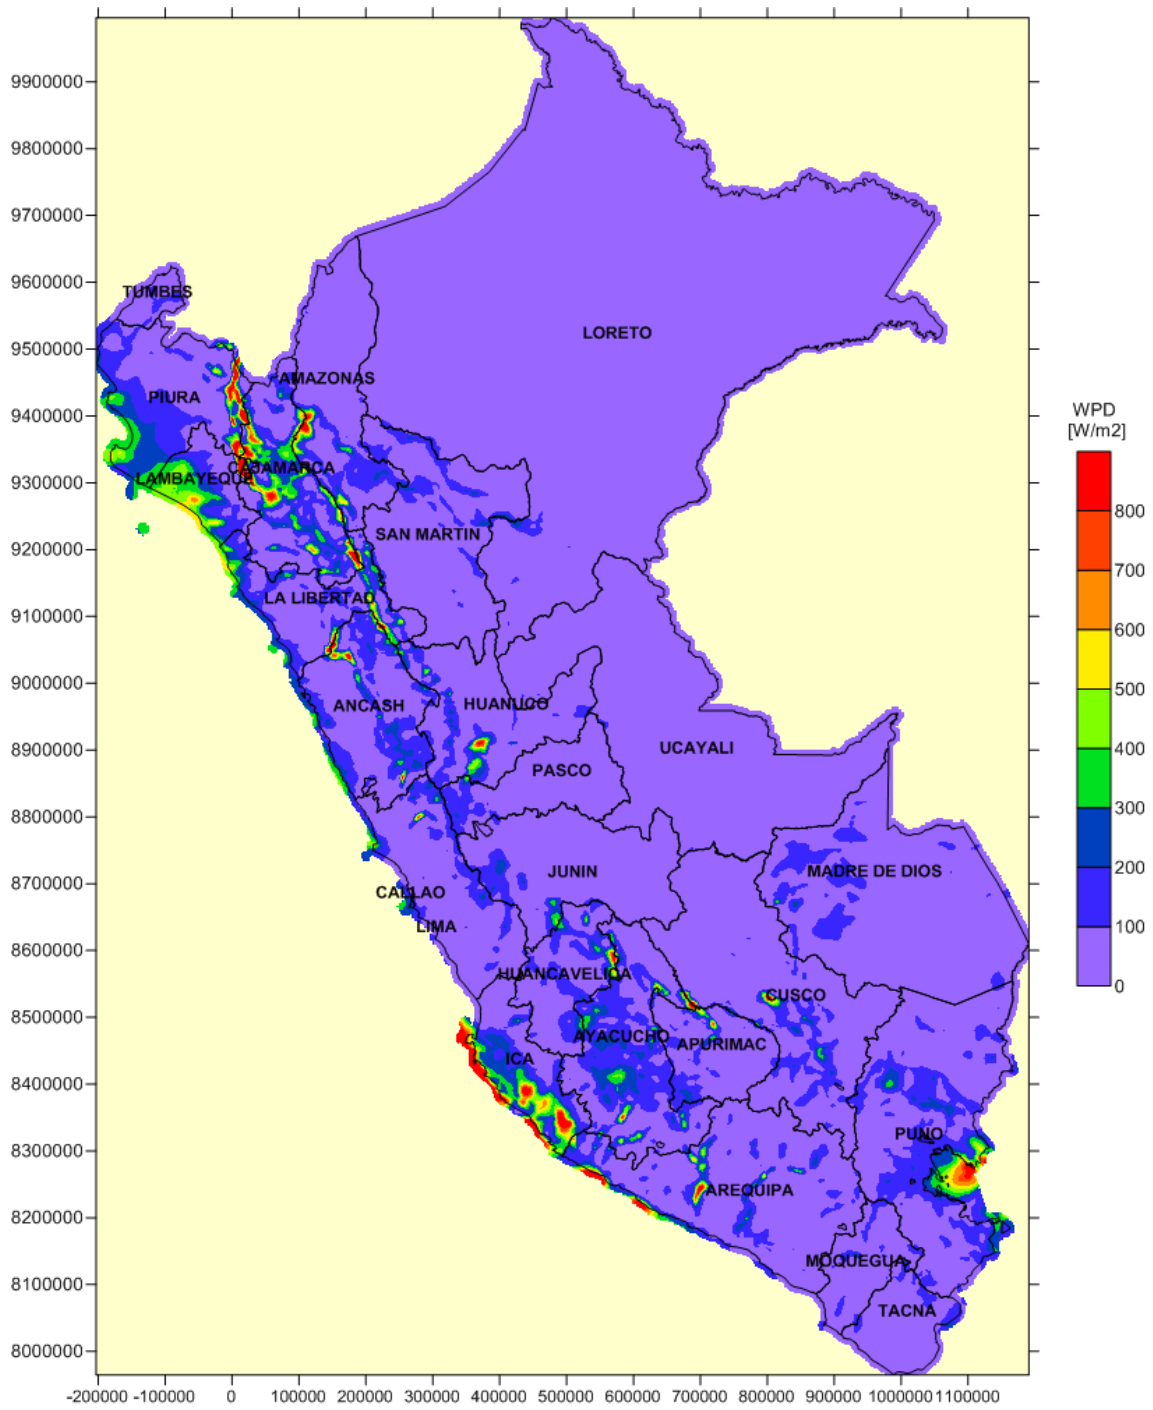 9900000
9800000
9700000
9600000
TUMBES
LORETO
9500000
AMAZONAS
PIURA
9400000
WPD
[W/m2]
CAJAMARCA
LAMBAYEQUE
9300000
800
SAN MARTIN
9200000
700
LA LIBERTAD
9100000
600
9000000
500
ANCASH
HUANUCO
UCAYALI
8900000
400
PASCO
8800000
300
JUNIN
MADRE DE DIOS
200
8700000
CALLAO
LIMA
100
8600000
HUANCAVELICA
0
CUSCO
8500000
AYACUCHO
APURIMAC
ICA
8400000
PUNO
8300000
AREQUIPA
8200000
MOQUEGUA
8100000
TACNA
8000000
-200000 -100000 0 100000 200000 300000 400000 500000 600000 700000 800000 900000 1000000 1100000